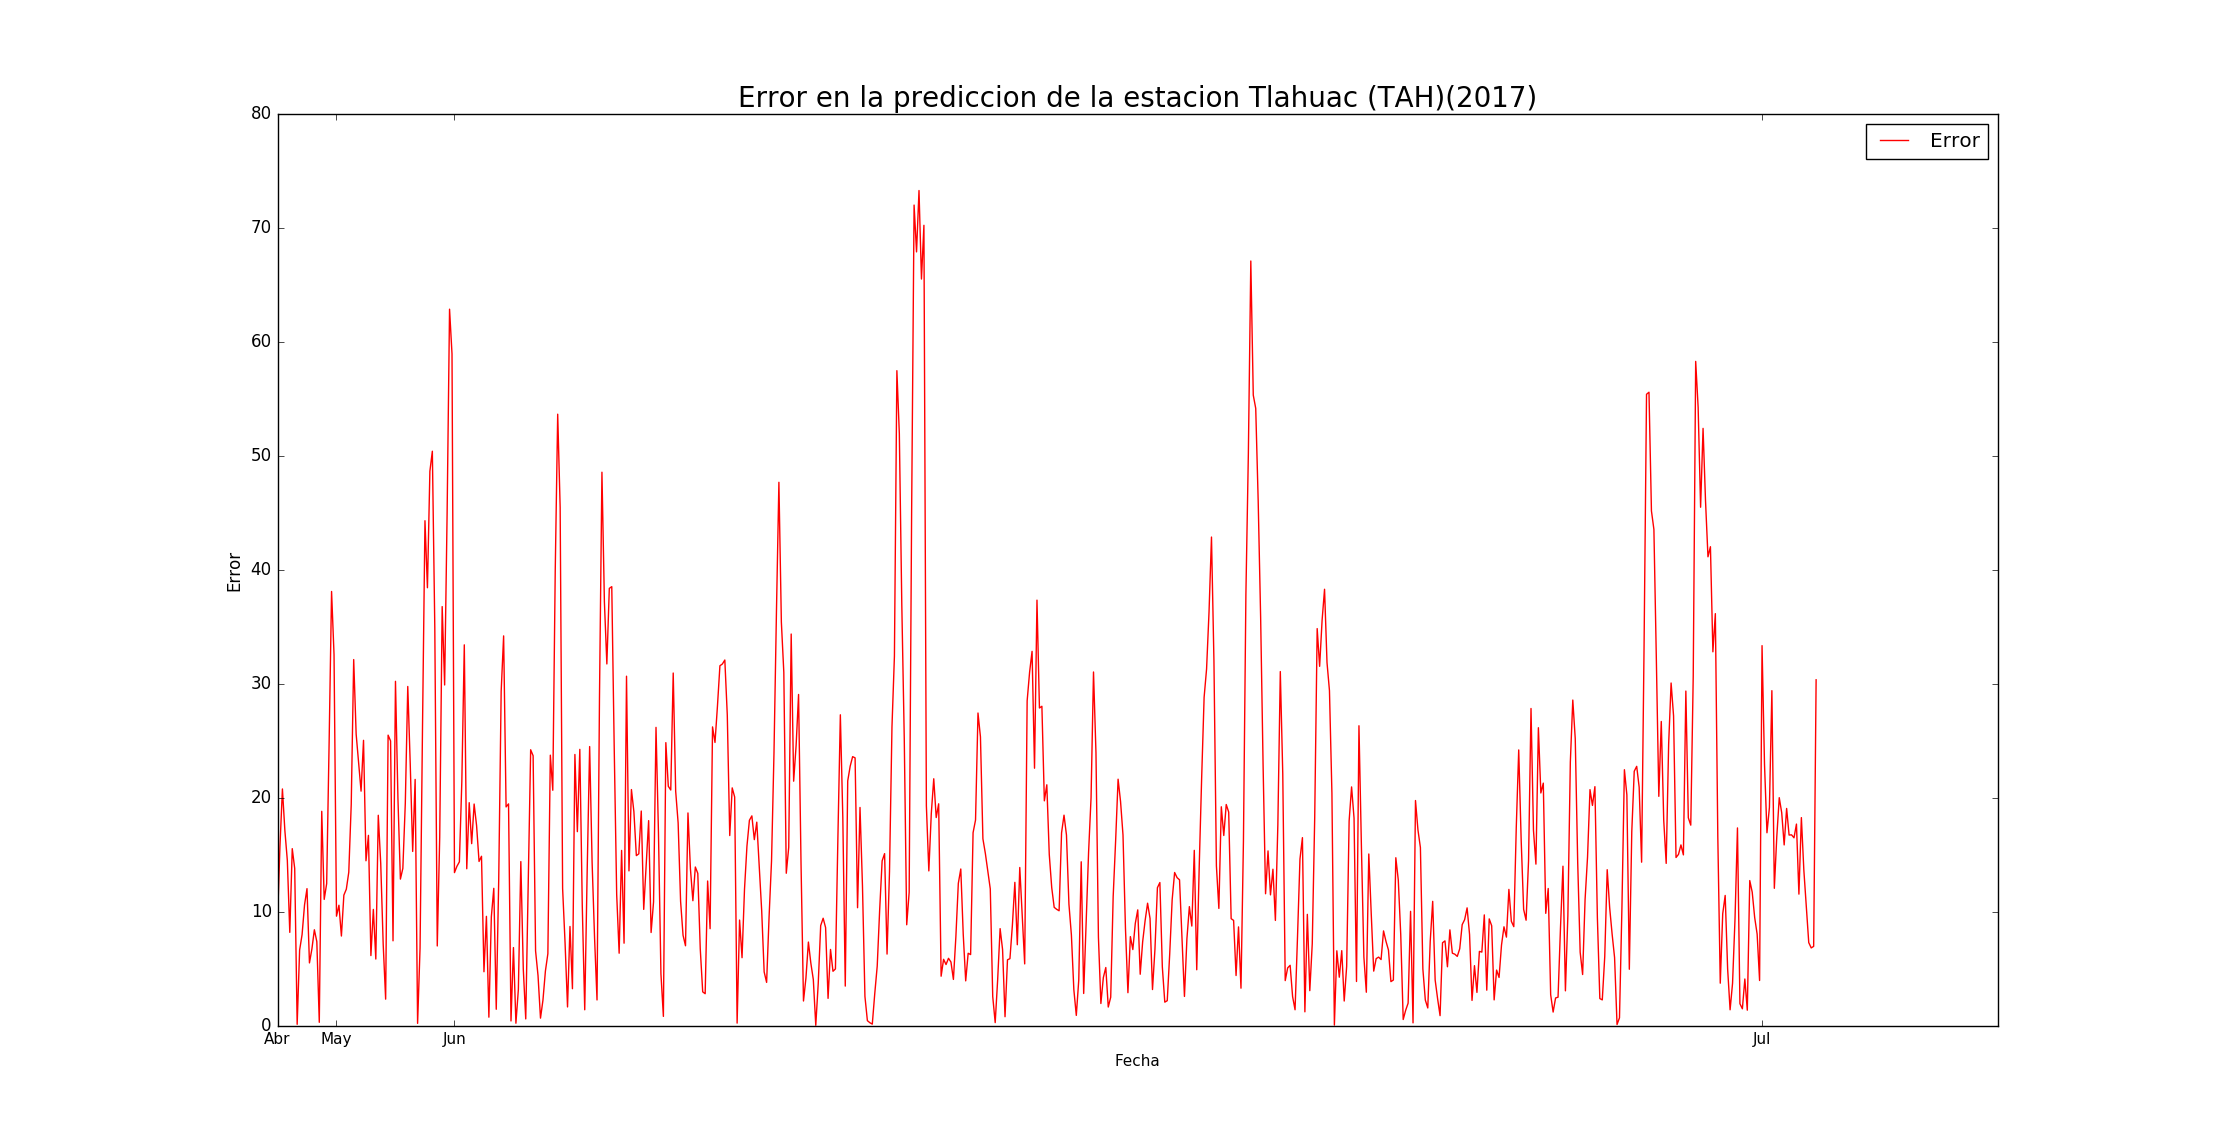 Error en la prediccion de la estacion Tlahuac (TAH)(2017)
Error
80
70
60
50
40
30
20
10
0
Error
Abr May Jun Jul
Fecha